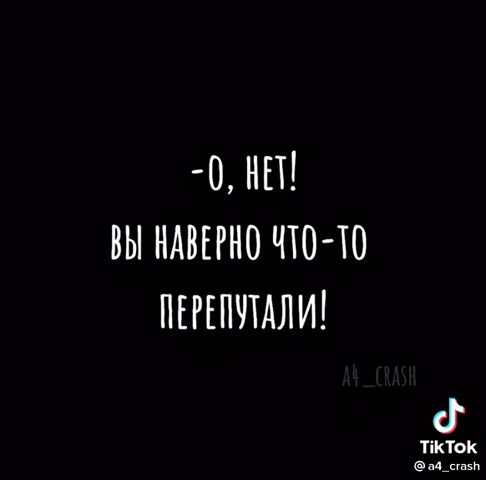 -О, НЕТ!
ВЫ НАВЕРНО ЧТО-ТО
ПЕРЕПУТАЛИ!
A4_CRASH
TikTok
@a4_crash